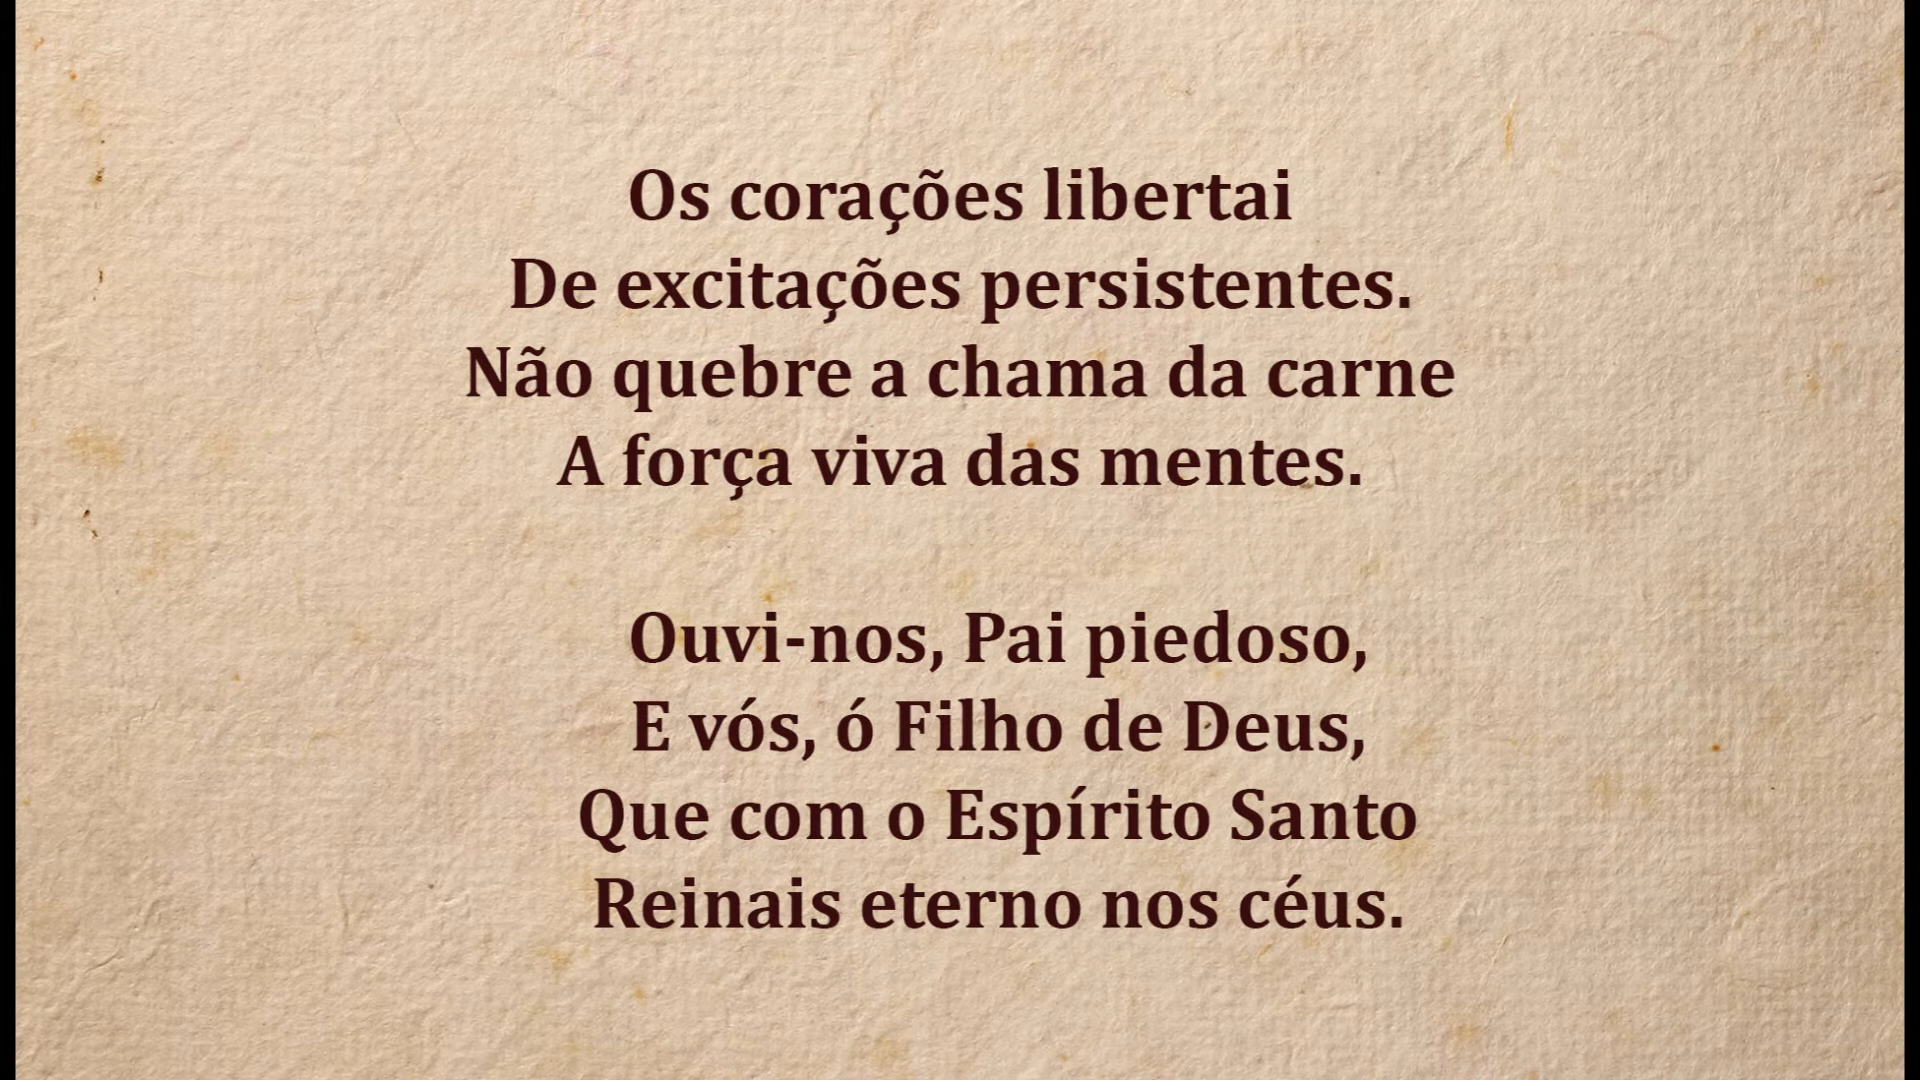 Os corações libertai
De excitações persistentes.
Não quebre a chama da carne
A força viva das mentes.
Ouvi-nos, Pai piedoso,
E vós, ó Filho de Deus,
Que com o Espírito Santo
Reinais eterno nos céus.